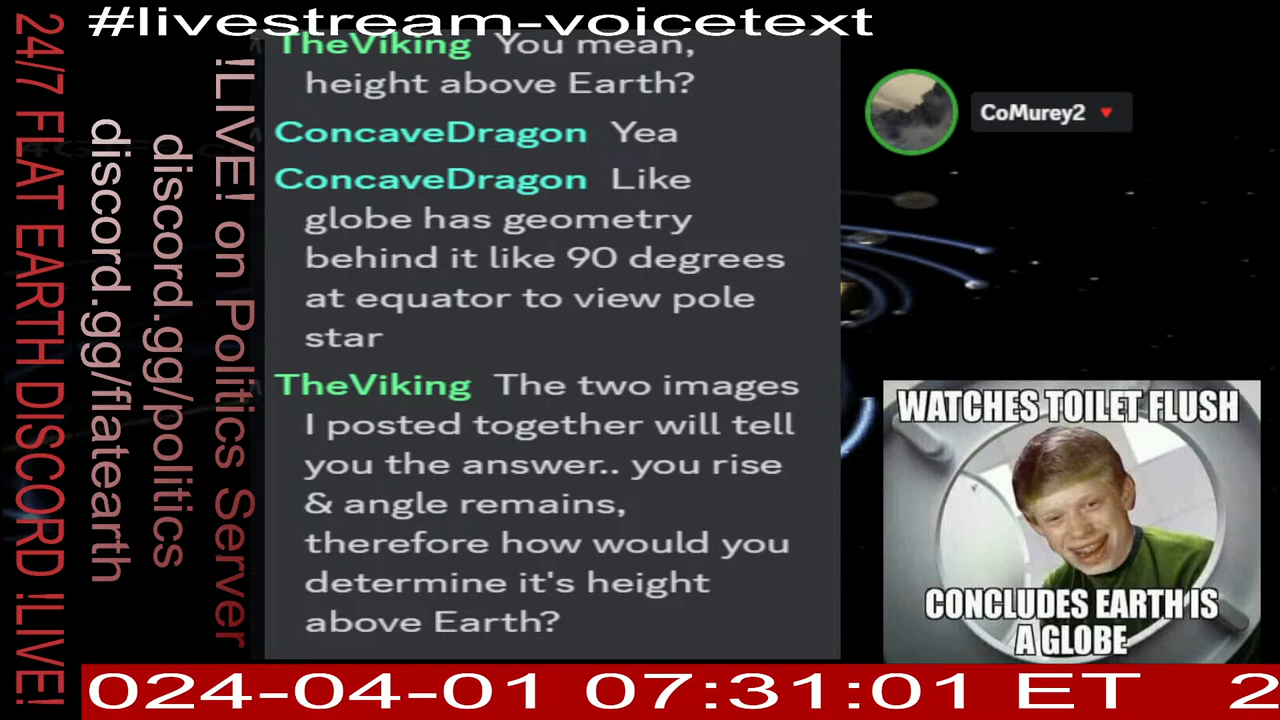 #livestream-voicetext
24/7 FLAT EARTH DISCORD !LIVE!
discord.gg/flatearth
discord.gg/politics
!LIVE! on Politics Server
TheViking You mean,
height above Earth?
ConcaveDragon Yea
ConcaveDragon Like
globe has geometry
behind it like 90 degrees
at equator to view pole
star
TheViking The two images
I posted together will tell
you the answer.. you rise
& angle remains,
therefore how would you
determine it's height
above Earth?
CoMurey2
WATCHES TOILET FLUSH
CONCLUDES EARTH IS
A GLOBE
024-04-01 07:31:01 ET 2